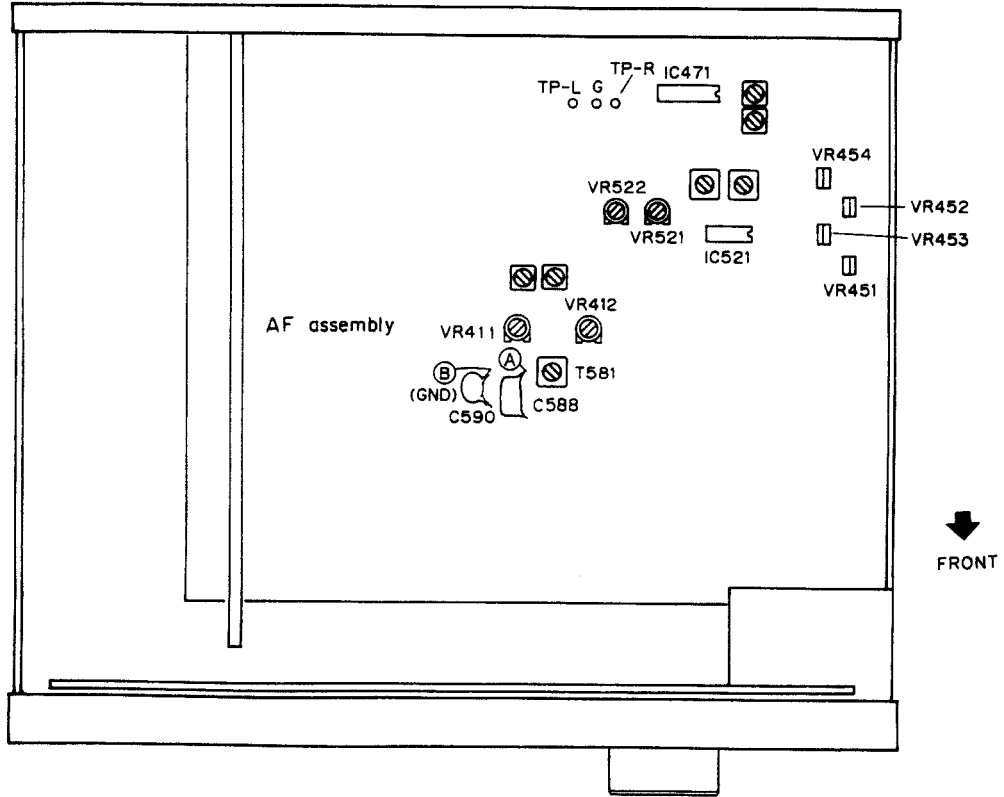 TP-L G TP-R IC471
VR454
VR522
VR452
VR521
VR453
IC521
VR451
VR412
AF assembly
VR411
A
B
T581
(GND)
C588
C590
FRONT